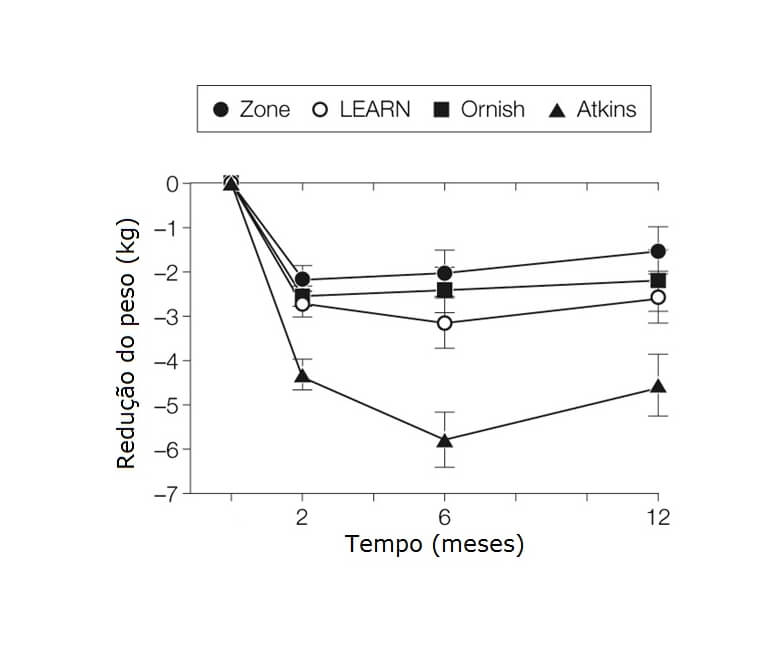 Zone LEARN Ornish Atkins
0
–1
–2
–3
–4
–5
–6
–7
Redução do peso (kg)
2 6 12
Tempo (meses)